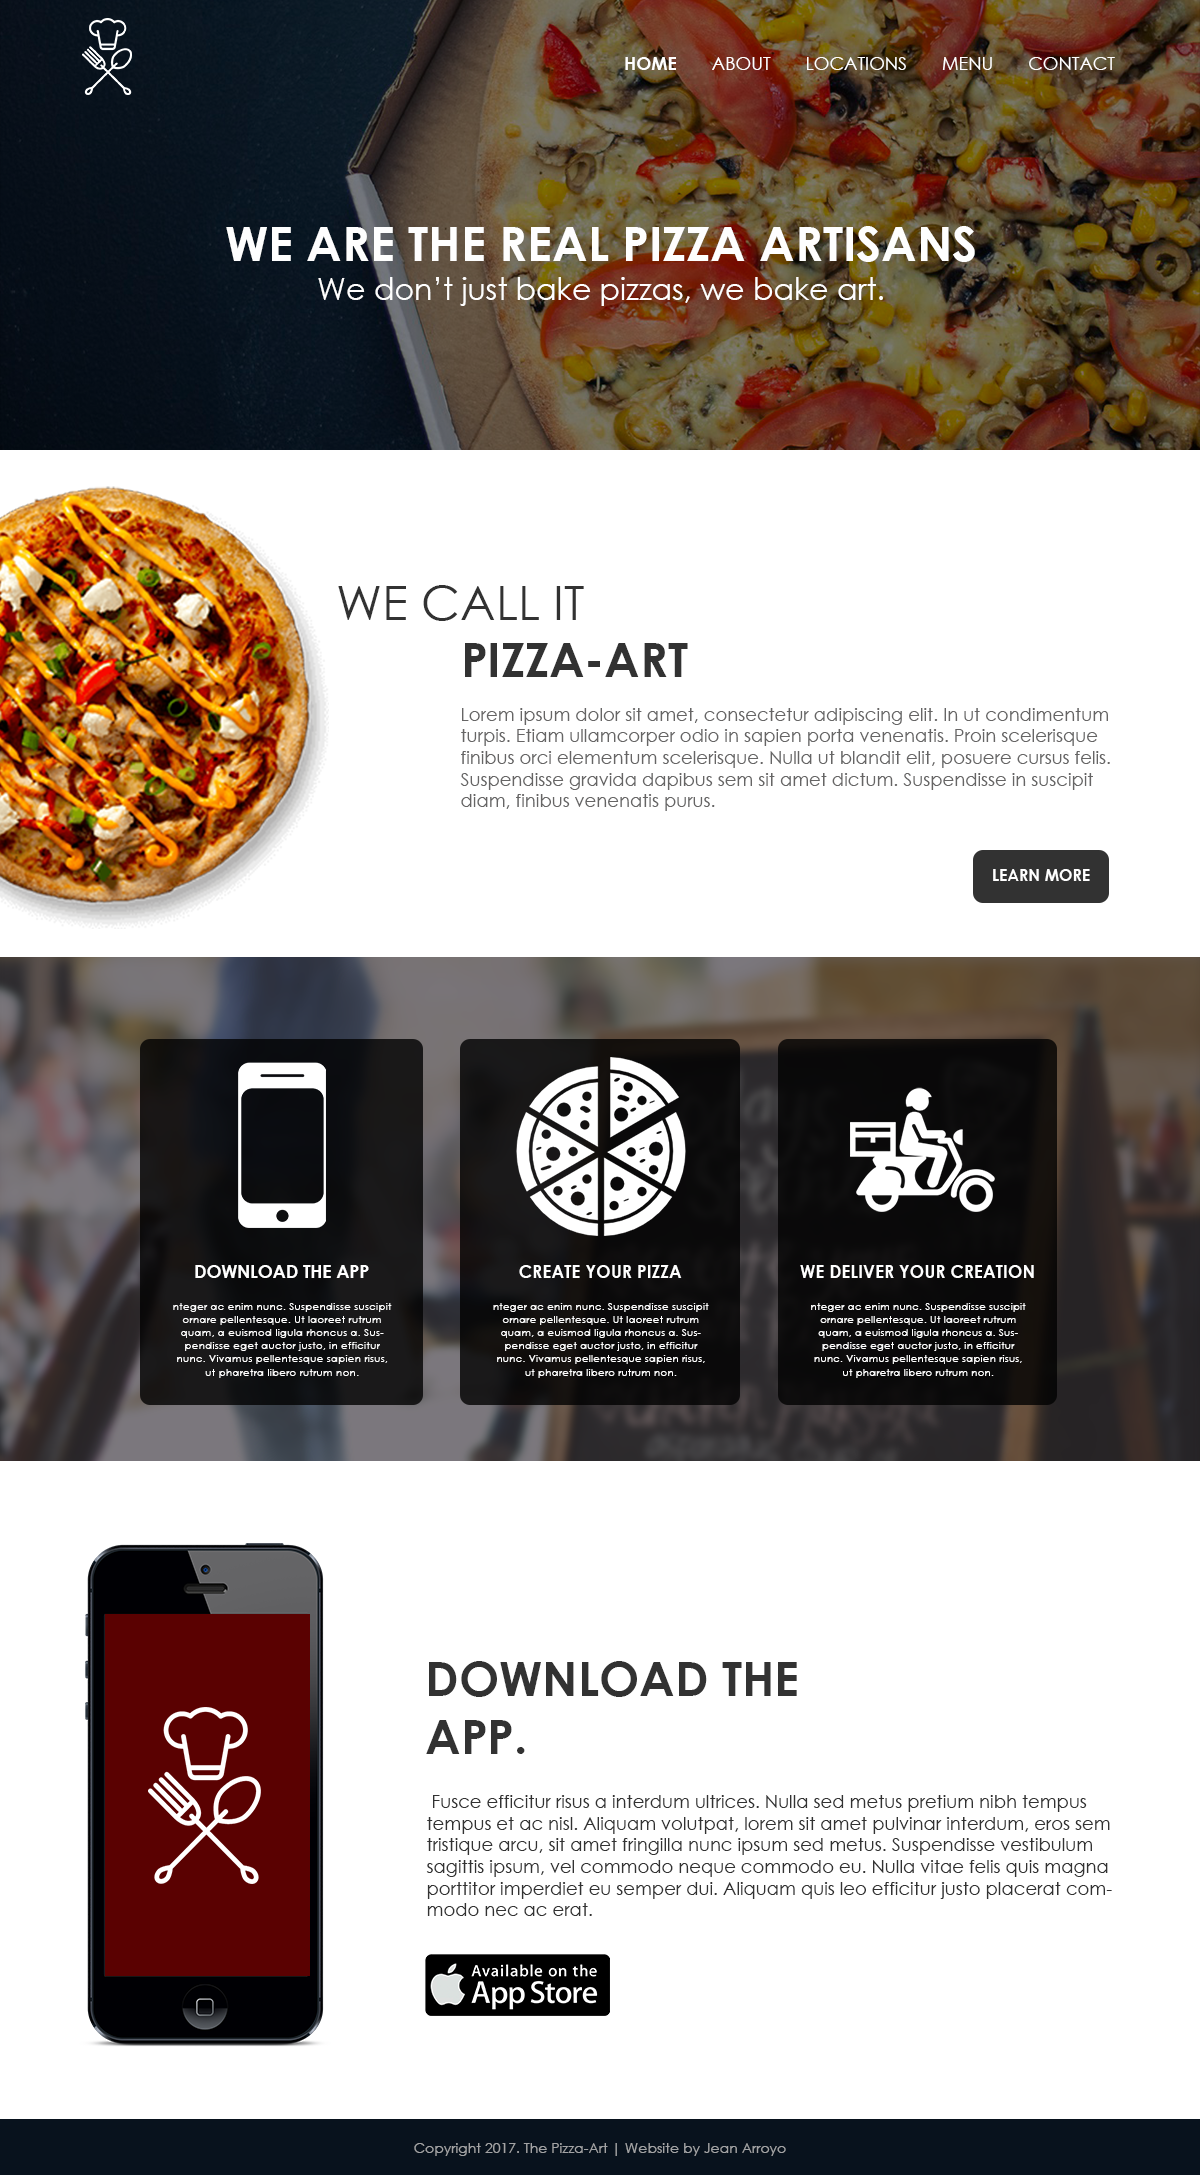 HOME ABOUT LOCATIONS MENU CONTACT
WE ARE THE REAL PIZZA ARTISANS
We don't just bake pizzas, we bake art.
WE CALL IT
PIZZA-ART
Lorem ipsum dolor sit amet, consectetur adipiscing elit. In ut condimentum
turpis. Etiam ullamcorper odio in sapien porta venenatis. Proin scelerisque
finibus orci elementum scelerisque. Nulla ut blandit elit, posuere cursus felis.
Suspendisse gravida dapibus sem sit amet dictum. Suspendisse in suscipit
diam, finibus venenatis purus.
LEARN MORE
DOWNLOAD THE APP
nteger ac enim nunc. Suspendisse suscipit
ornare pellentesque. Ut laoreet rutrum
quam, a euismod ligula rhoncus a. Sus-
pendisse eget auctor justo, in efficitur
nunc. Vivamus pellentesque sapien risus,
ut pharetra libero rutrum non.
CREATE YOUR PIZZA
nteger ac enim nunc. Suspendisse suscipit
ornare pellentesque. Ut laoreet rutrum
quam, a euismod ligula rhoncus a. Sus-
pendisse eget auctor justo, in efficitur
nunc. Vivamus pellentesque sapien risus,
ut pharetra libero rutrum non.
WE DELIVER YOUR CREATION
nteger ac enim nunc. Suspendisse suscipit
ornare pellentesque. Ut laoreet rutrum
quam, a euismod ligula rhoncus a. Sus-
pendisse eget auctor justo, in efficitur
nunc. Vivamus pellentesque sapien risus,
ut pharetra libero rutrum non.
DOWNLOAD THE
APP.
Fusce efficitur risus a interdum ultrices. Nulla sed metus pretium nibh tempus
tempus et ac nisl. Aliquam volutpat, lorem sit amet pulvinar interdum, eros sem
tristique arcu, sit amet fringilla nunc ipsum sed metus. Suspendisse vestibulum
sagittis ipsum, vel commodo neque commodo eu. Nulla vitae felis quis magna
porttitor imperdiet eu semper dui. Aliquam quis leo efficitur justo placerat com-
modo nec ac erat.
Available on the
App Store
Copyright 2017. The Pizza-Art | Website by Jean Arroyo